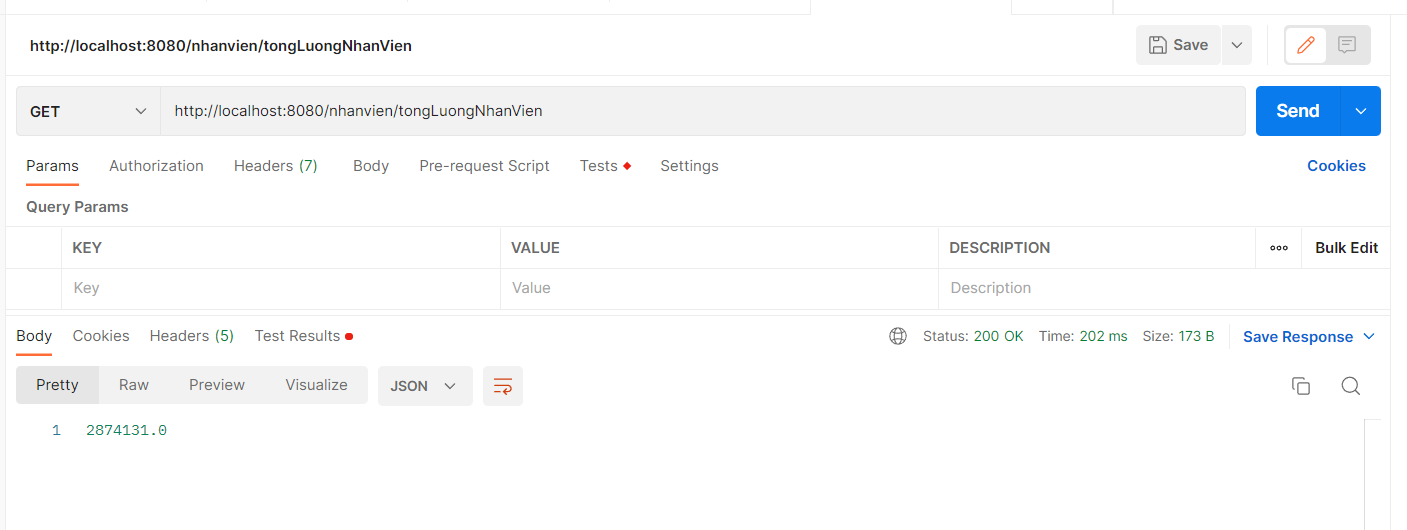 http://localhost:8080/nhanvien/tongLuongNhanVien Save
GET http://localhost:8080/nhanvien/tongLuongNhanVien Send
Params Authorization Headers (7) Body Pre-request Script Tests Settings Cookies
Query Params
KEY VALUE DESCRIPTION ooo Bulk Edit
Key Value Description
Body Cookies Headers (5) Test Results Status: 200 OK Time: 202 ms Size: 173 B Save Response
Pretty Raw Preview Visualize JSON
1 2874131.0